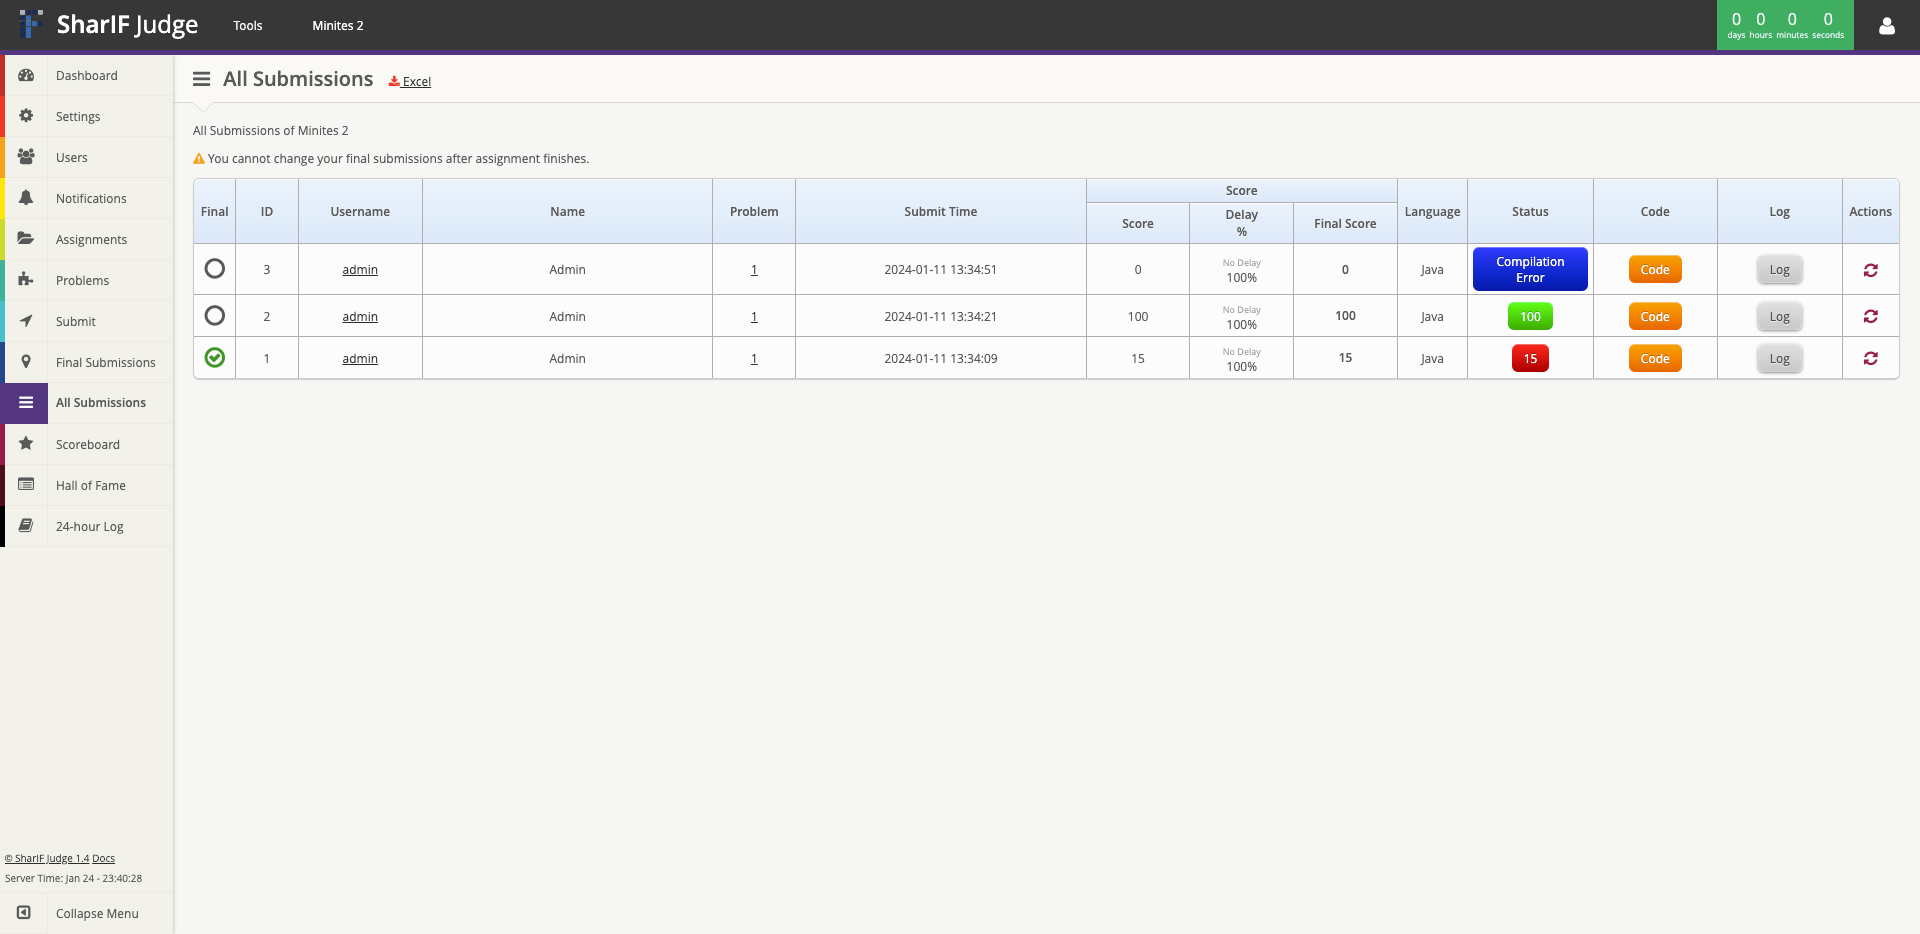 SharIF Judge
Tools
Minites 2
0 0 0 0
days hours minutes seconds
Dashboard
Settings
Users
Notifications
Assignments
Problems
Submit
Final Submissions
All Submissions
Scoreboard
Hall of Fame
24-hour Log
© SharIF Judge 1.4 Docs
Server Time: Jan 24 - 23:40:28
Collapse Menu
All Submissions Excel
All Submissions of Minites 2
You cannot change your final submissions after assignment finishes.
Final ID Username Name Problem Submit Time Score Language Status Code Log Actions
Score Delay % Final Score
3 admin Admin 1 2024-01-11 13:34:51 0 No Delay 100% 0 Java Compilation Error Code Log
2 admin Admin 1 2024-01-11 13:34:21 100 No Delay 100% 100 Java 100 Code Log
1 admin Admin 1 2024-01-11 13:34:09 15 No Delay 100% 15 Java 15 Code Log